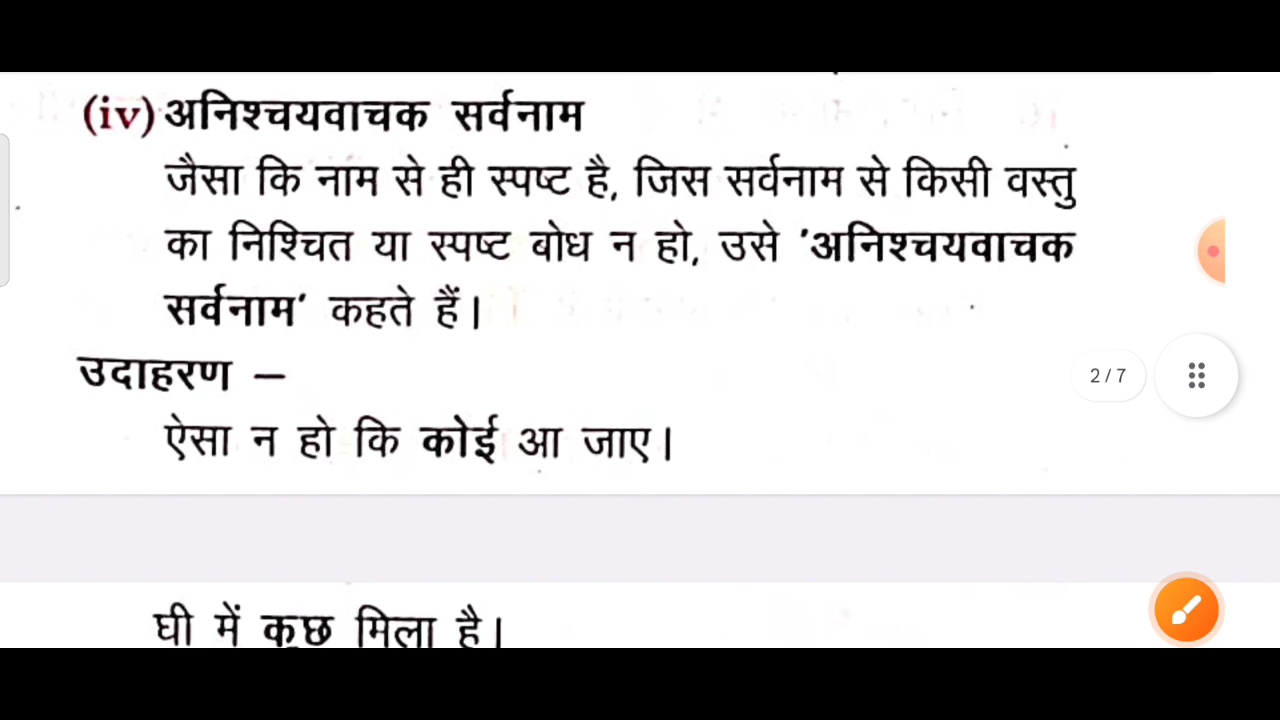 (iv) अनिश्चयवाचक सर्वनाम
जैसा कि नाम से ही स्पष्ट है, जिस सर्वनाम से किसी वस्तु
का निश्चित या स्पष्ट बोध न हो, उसे 'अनिश्चयवाचक
सर्वनाम' कहते हैं।
उदाहरण –
2 / 7
ऐसा न हो कि कोई आ जाए।
घी में कुछ मिला है।